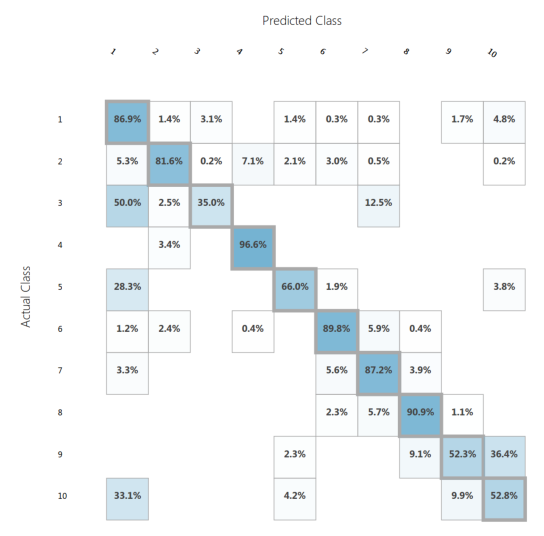 Predicted Class
1 2 3 4 5 6 7 8 9 10
1 86.9% 1.4% 3.1% 1.4% 0.3% 0.3% 1.7% 4.8%
2 5.3% 81.6% 0.2% 7.1% 2.1% 3.0% 0.5% 0.2%
3 50.0% 2.5% 35.0% 12.5%
4 3.4% 96.6%
Actual Class
5 28.3% 66.0% 1.9% 3.8%
6 1.2% 2.4% 0.4% 89.8% 5.9% 0.4%
7 3.3% 5.6% 87.2% 3.9%
8 2.3% 5.7% 90.9% 1.1%
9 2.3% 9.1% 52.3% 36.4%
10 33.1% 4.2% 9.9% 52.8%